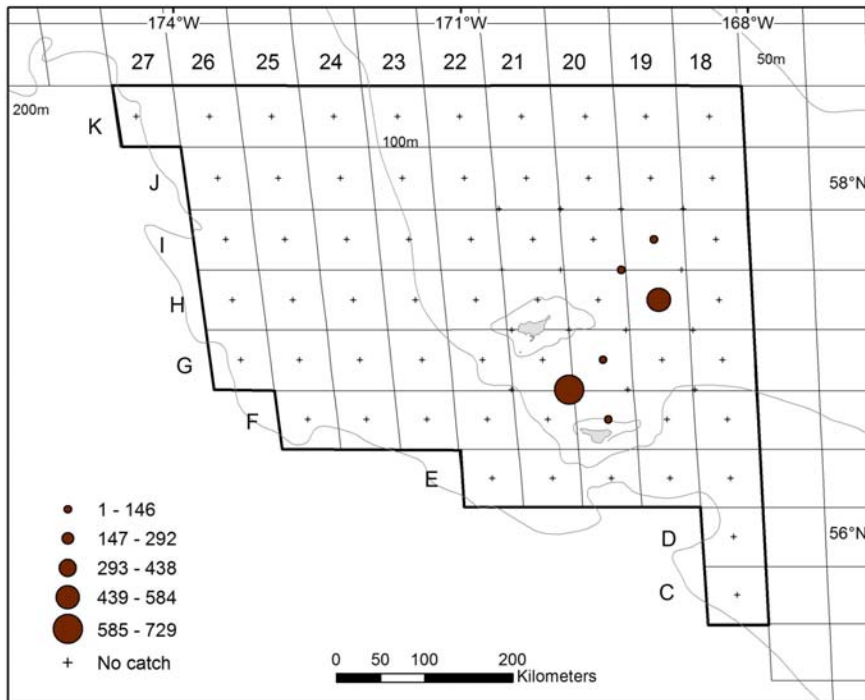 174°W 171°W 168°W
27 26 25 24 23 22 21 20 19 18 50m
200m
K
100m
J 58°N
I
H
G
F
E
1 - 146
147 - 292
D 56°N
293 - 438
C
439 - 584
585 - 729
No catch
0 50 100 200 Kilometers